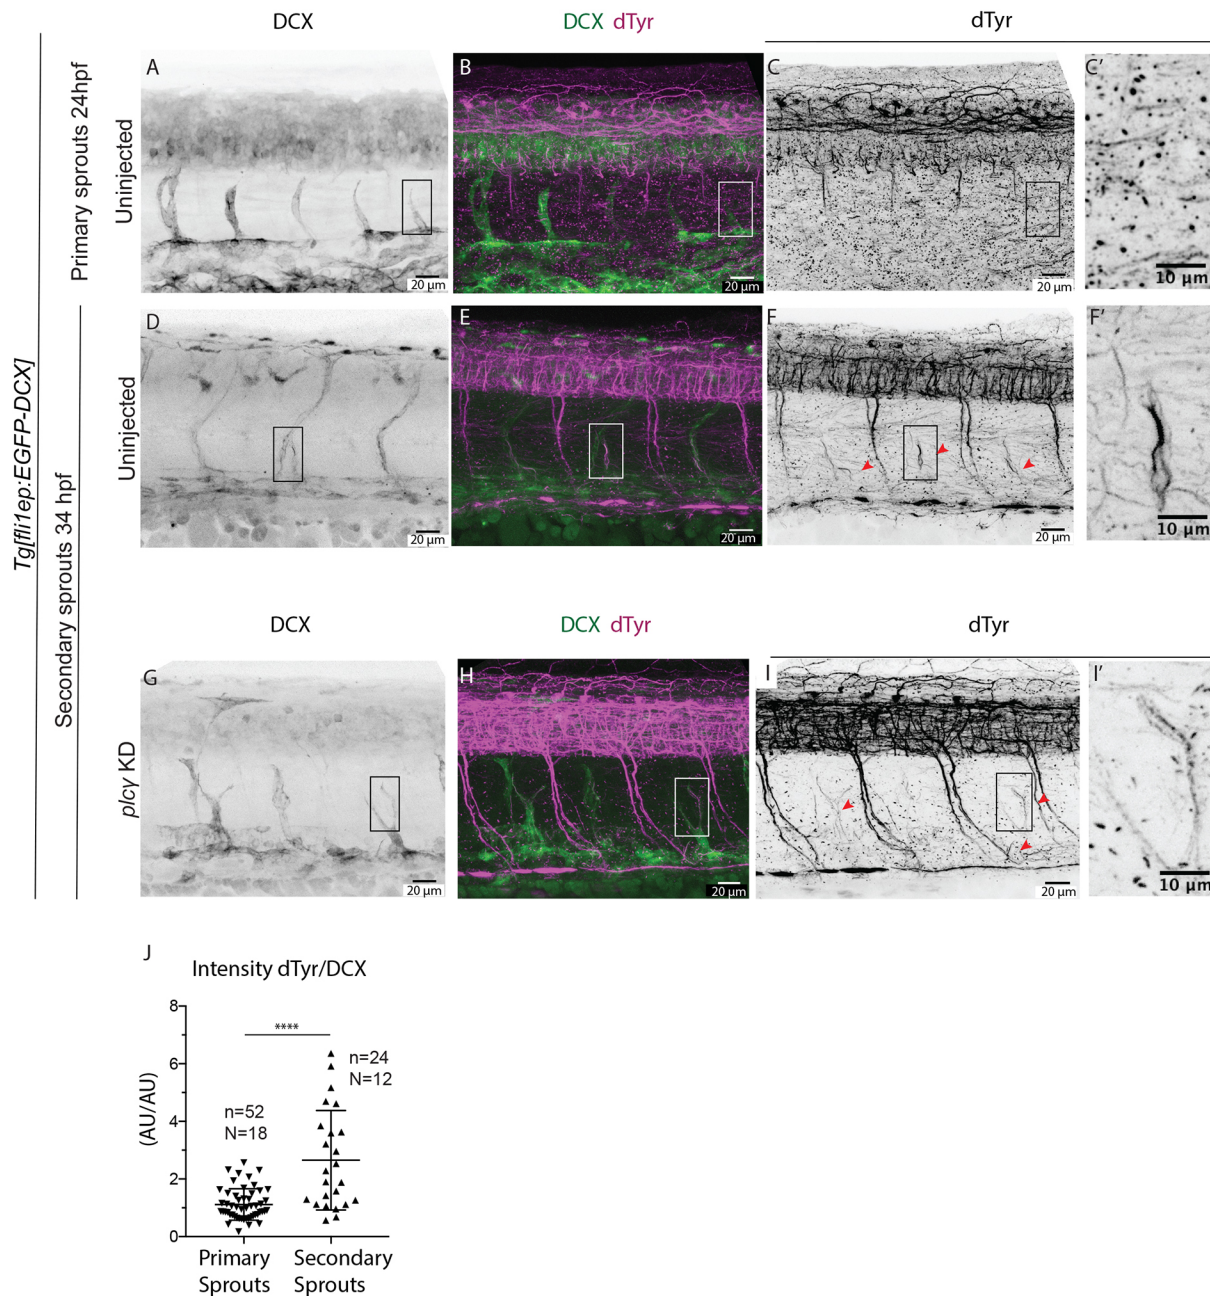 DCX
DCX dTyr
dTyr
Tg[fli1ep:EGFP-DCX]
Primary sprouts 24hpf
Uninjected
A
20 µm
B
20 µm
C
20 µm
C'
10 µm
Secondary sprouts 34 hpf
Uninjected
D
20 µm
E
20 µm
F
20 µm
F'
10 µm
DCX
DCX dTyr
dTyr
plcγ KD
G
20 µm
H
20 µm
I
20 µm
I'
10 µm
J
Intensity dTyr/DCX
(AU/AU)
8
6
4
2
0
****
n=52
N=18
n=24
N=12
Primary
Sprouts
Secondary
Sprouts